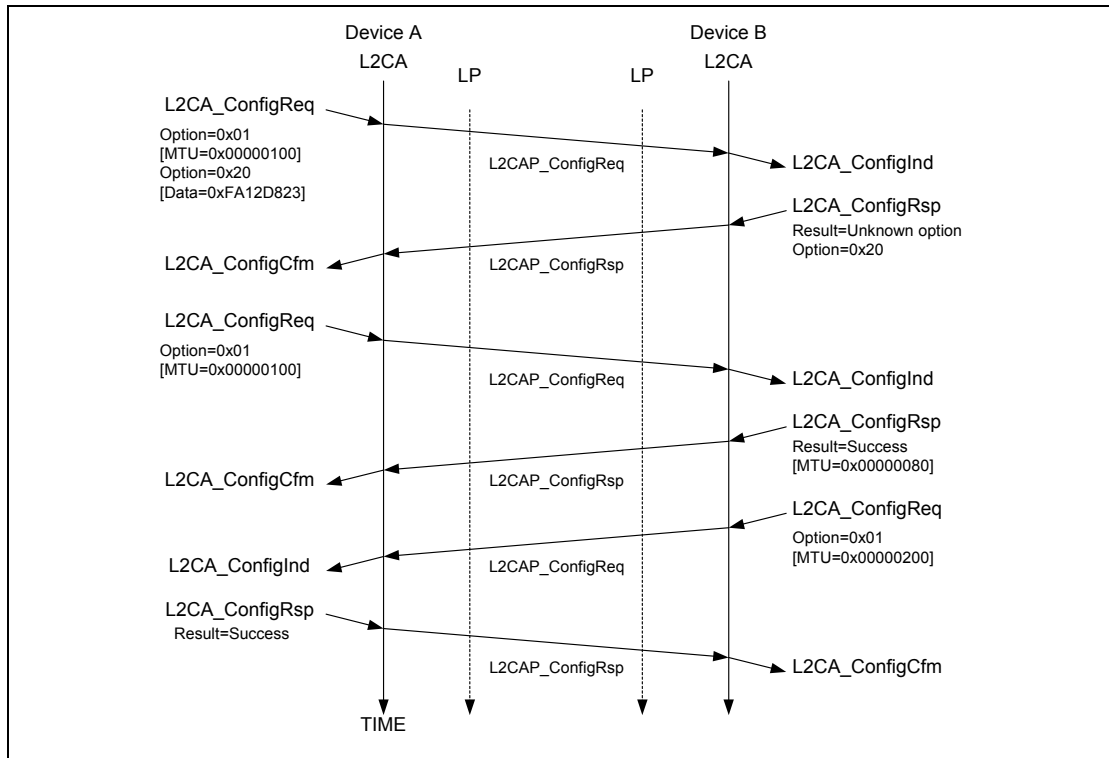 Device A
Device B
L2CA
LP
LP
L2CA
L2CA_ConfigReq
Option=0x01
[MTU=0x00000100]
Option=0x20
[Data=0xFA12D823]
L2CAP_ConfigReq
L2CA_ConfigInd
L2CA_ConfigRsp
Result=Unknown option
Option=0x20
L2CAP_ConfigRsp
L2CA_ConfigCfm
L2CA_ConfigReq
Option=0x01
[MTU=0x00000100]
L2CAP_ConfigReq
L2CA_ConfigInd
L2CA_ConfigRsp
Result=Success
[MTU=0x00000080]
L2CAP_ConfigRsp
L2CA_ConfigCfm
L2CA_ConfigReq
Option=0x01
[MTU=0x00000200]
L2CAP_ConfigReq
L2CA_ConfigInd
L2CA_ConfigRsp
Result=Success
L2CAP_ConfigRsp
L2CA_ConfigCfm
TIME